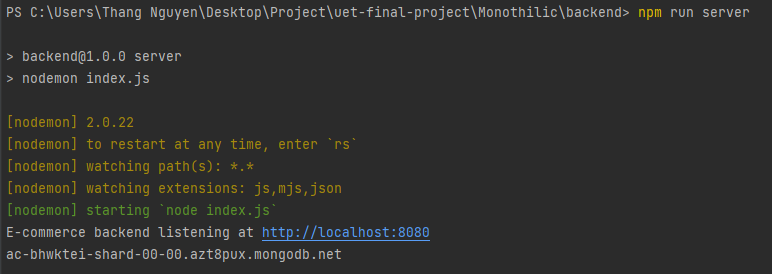 PS C:\Users\Thang Nguyen\Desktop\Project\uet-final-project\Monothilic\backend> npm run server
> backend@1.0.0 server
> nodemon index.js
[nodemon] 2.0.22
[nodemon] to restart at any time, enter `rs`
[nodemon] watching path(s): *.*
[nodemon] watching extensions: js,mjs,json
[nodemon] starting `node index.js`
E-commerce backend listening at http://localhost:8080
ac-bhwktei-shard-00-00.azt8pux.mongodb.net